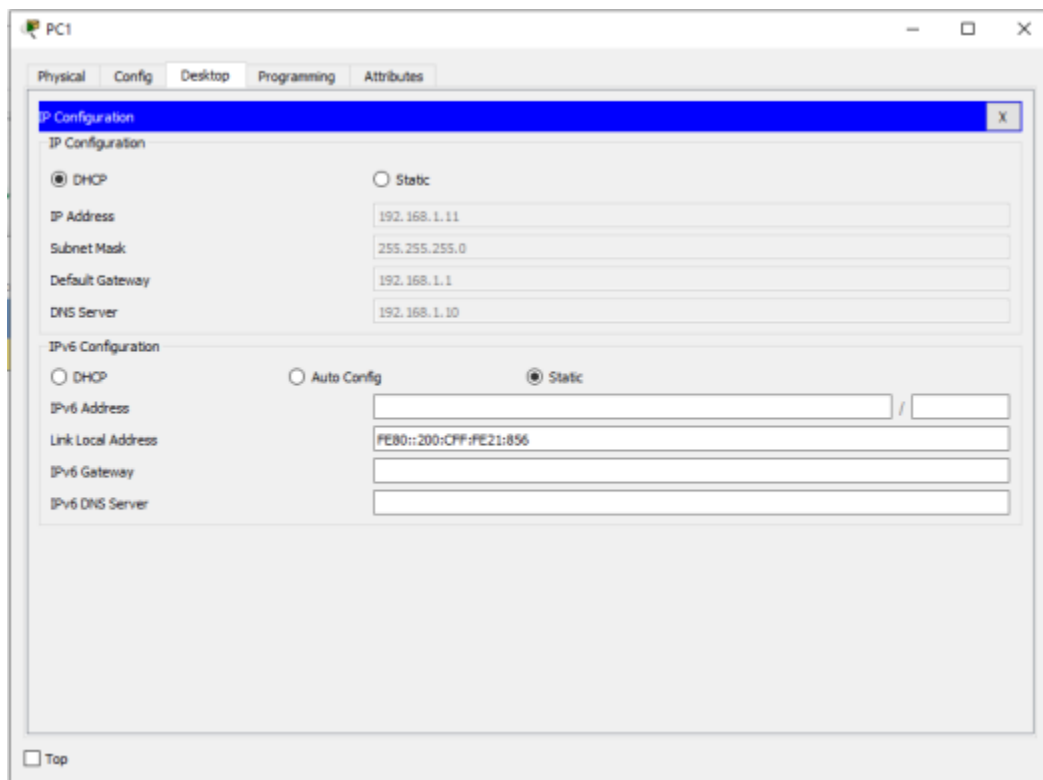 PC1
Physical Config Desktop Programming Attributes
IP Configuration X
IP Configuration
DHCP Static
IP Address 192.168.1.11
Subnet Mask 255.255.255.0
Default Gateway 192.168.1.1
DNS Server 192.168.1.10
IPv6 Configuration
DHCP Auto Config Static
IPv6 Address /
Link Local Address FE80::200:CFF:FE21:856
IPv6 Gateway
IPv6 DNS Server
Top